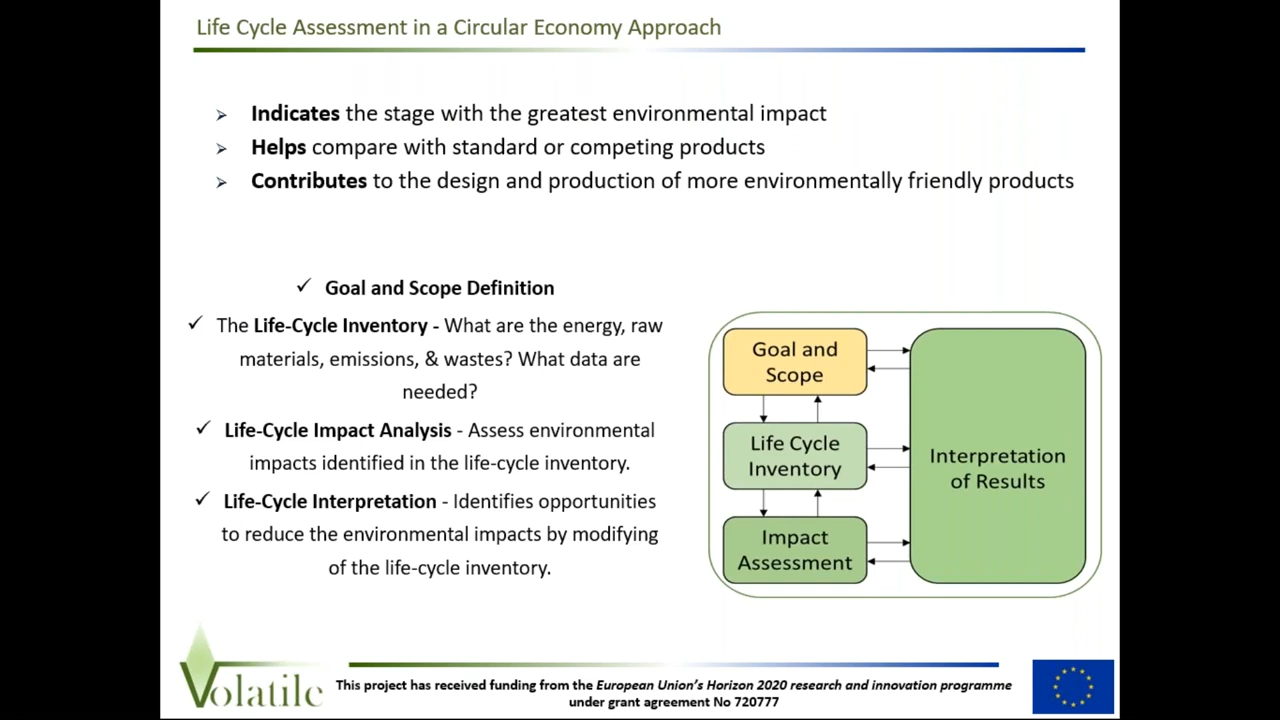 Life Cycle Assessment in a Circular Economy Approach
➢ Indicates the stage with the greatest environmental impact
➢ Helps compare with standard or competing products
➢ Contributes to the design and production of more environmentally friendly products
✓ Goal and Scope Definition
✓ The Life-Cycle Inventory - What are the energy, raw
materials, emissions, & wastes? What data are
needed?
✓ Life-Cycle Impact Analysis - Assess environmental
impacts identified in the life-cycle inventory.
✓ Life-Cycle Interpretation - Identifies opportunities
to reduce the environmental impacts by modifying
of the life-cycle inventory.
Goal and
Scope
Life Cycle
Inventory
Impact
Assessment
Interpretation
of Results
Volatile
This project has received funding from the European Union's Horizon 2020 research and innovation programme
under grant agreement No 720777